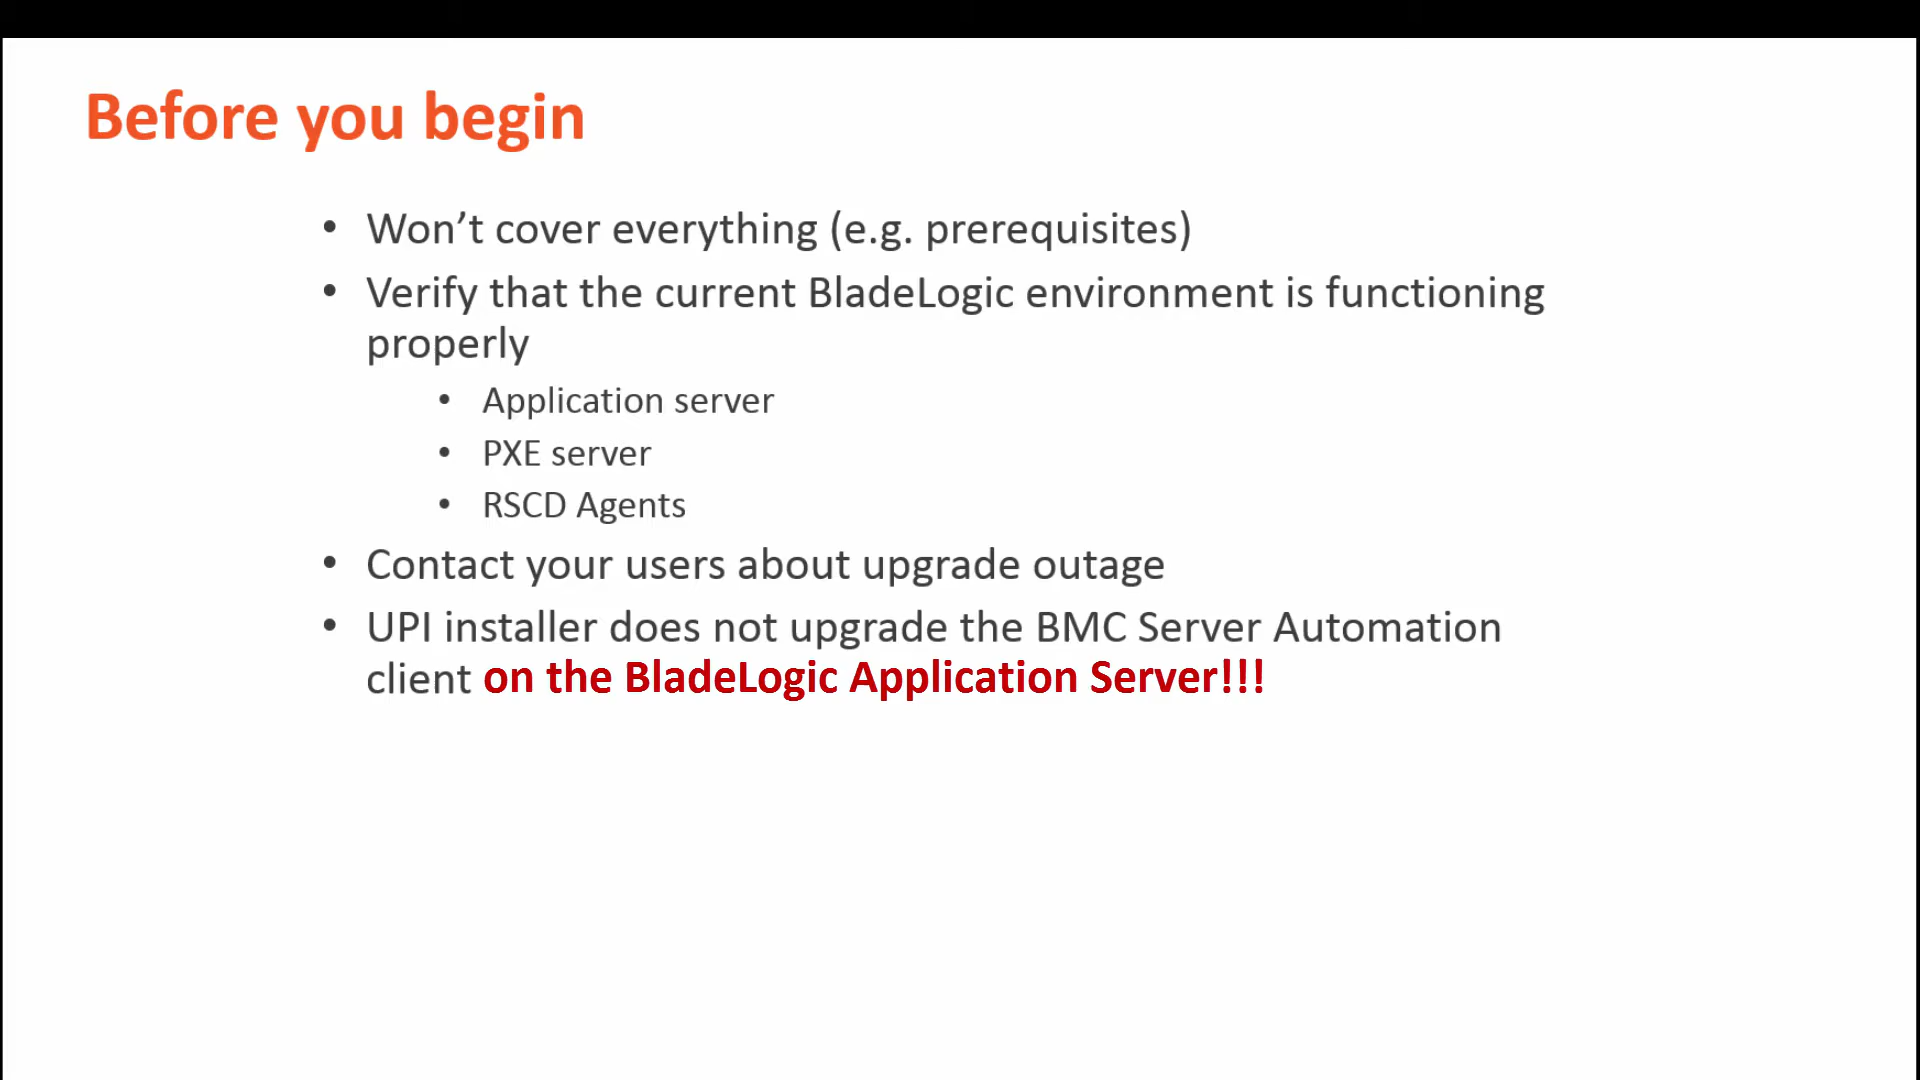 Before you begin
• Won’t cover everything (e.g. prerequisites)
• Verify that the current BladeLogic environment is functioning
properly
• Application server
• PXE server
• RSCD Agents
• Contact your users about upgrade outage
• UPI installer does not upgrade the BMC Server Automation
client on the BladeLogic Application Server!!!